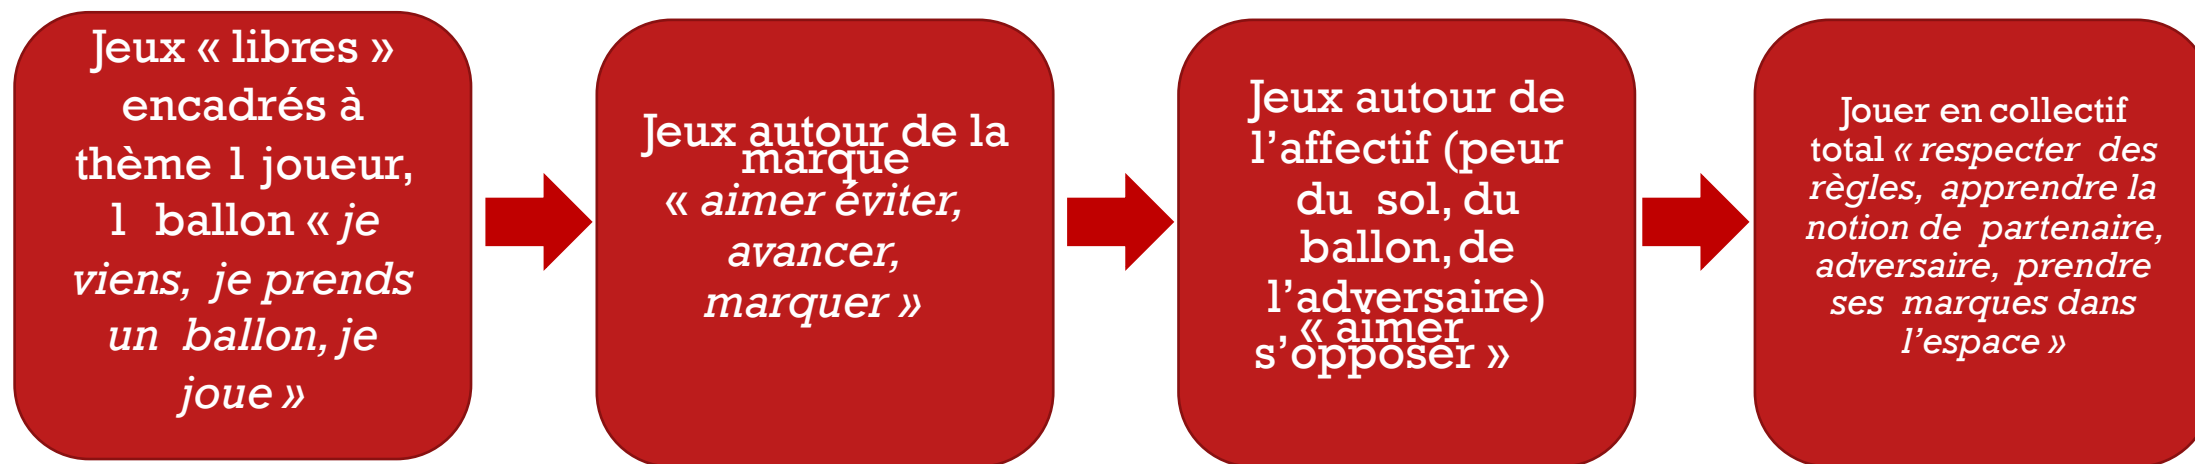 Jeux « libres »
encadrés à
thème 1 joueur,
1 ballon « je
viens, je prends
un ballon, je
joue »
Jeux autour de la
marque
« aimer éviter,
avancer,
marquer »
Jeux autour de
l’affectif (peur
du sol, du
ballon, de
l’adversaire)
, « aimer
s’opposer »
Jouer en collectif
total « respecter des
règles, apprendre la
notion de partenaire,
adversaire, prendre
ses marques dans
l’espace »